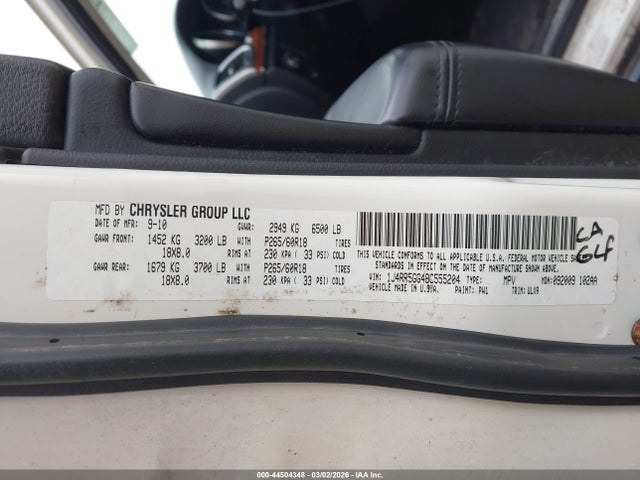 MFD BY CHRYSLER GROUP LLC
DATE OF MFR: 9-10 GVWR: 2949 KG 6500 LB
GAWR FRONT: 1452 KG 3200 LB WITH P265/60R18 TIRES
18X8.0 RIMS AT 230 KPA ( 33 PSI) COLD
GAWR REAR: 1679 KG 3700 LB WITH P265/60R18 TIRES
18X8.0 RIMS AT 230 KPA ( 33 PSI) COLD
THIS VEHICLE CONFORMS TO ALL APPLICABLE U.S.A. FEDERAL MOTOR VEHICLE
STANDARDS IN EFFECT ON THE DATE OF MANUFACTURE SHOWN ABOVE.
VIN: 1J4RR5GG4BC555204 TYPE: MPV MDH: 092009 102AA
VEHICLE MADE IN U.S.A. PAINT: PW1 TRIM: ULX9
CA
GLF
000-44504348 - 03/02/2026 - IAA Inc.